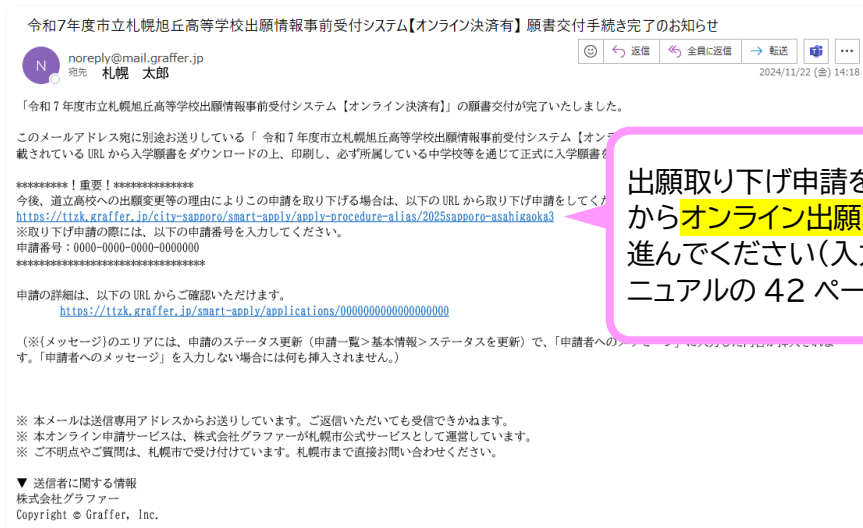 令和7年度市立札幌旭丘高等学校出願情報事前受付システム【オンライン決済有】 願書交付手続き完了のお知らせ
N
noreply@mail.graffer.jp
宛先 札幌 太郎
返信 全員に返信 転送
2024/11/22 (金) 14:18
「令和7年度市立札幌旭丘高等学校出願情報事前受付システム【オンライン決済有】」の願書交付が完了いたしました。
このメールアドレス宛に別途お送りしている「 令和7年度市立札幌旭丘高等学校出願情報事前受付システム【オン
載されている URL から入学願書をダウンロードの上、印刷し、必ず所属している中学校等を通じて正式に入学願書を
*********！重要！**************
今後、道立高校への出願変更等の理由によりこの申請を取り下げる場合は、以下の URL から取り下げ申請をしてくだ
https://ttzk.graffer.jp/city-sapporo/smart-apply/apply-procedure-alias/2025sapporo-asahigaoka3
※取り下げ申請の際には、以下の申請番号を入力してください。
申請番号：0000-0000-0000-0000000
*********************************
申請の詳細は、以下の URL からご確認いただけます。
https://ttzk.graffer.jp/smart-apply/applications/0000000000000000000
（※{メッセージ}のエリアには、申請のステータス更新（申請一覧>基本情報>ステータスを更新）で、「申請者への
す。「申請者へのメッセージ」を入力しない場合には何も挿入されません。）
出願取り下げ申請を
からオンライン出願
進んでください（入
ニュアルの 42 ペー
※ 本メールは送信専用アドレスからお送りしています。ご返信いただいても受信できかねます。
※ 本オンライン申請サービスは、株式会社グラファーが札幌市公式サービスとして運営しています。
※ ご不明点やご質問は、札幌市で受け付けています。札幌市まで直接お問い合わせください。
▼ 送信者に関する情報
株式会社グラファー
Copyright © Graffer, Inc.